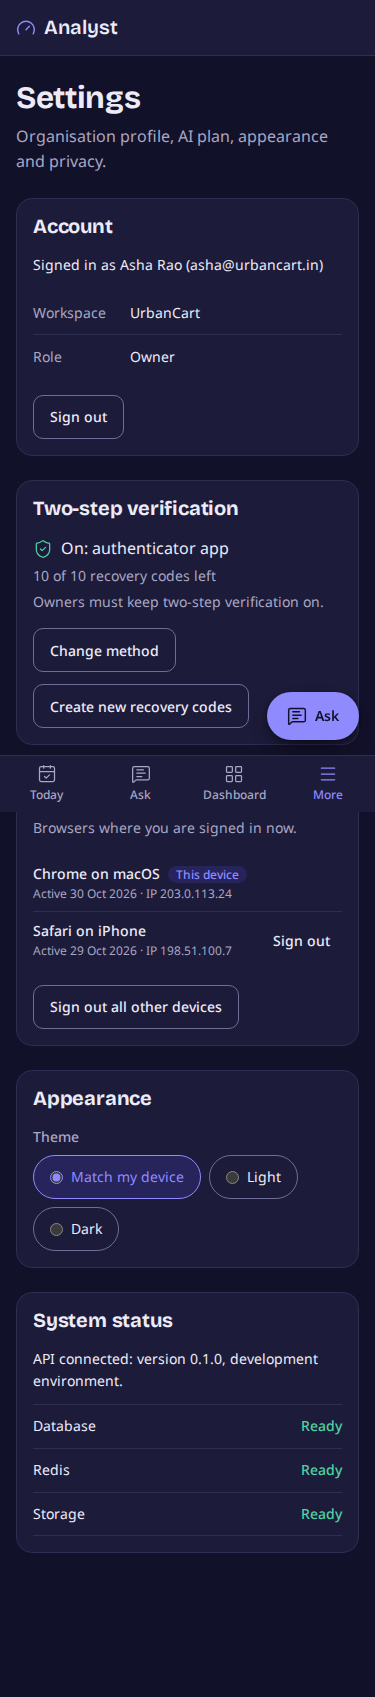 Analyst
Settings
Organisation profile, AI plan, appearance
and privacy.
Account
Signed in as Asha Rao (asha@urbancart.in)
Workspace UrbanCart
Role Owner
Sign out
Two-step verification
On: authenticator app
10 of 10 recovery codes left
Owners must keep two-step verification on.
Change method
Create new recovery codes
Ask
Today Ask Dashboard More
Browsers where you are signed in now.
Chrome on macOS This device
Active 30 Oct 2026 · IP 203.0.113.24
Safari on iPhone
Active 29 Oct 2026 · IP 198.51.100.7
Sign out
Sign out all other devices
Appearance
Theme
Match my device Light
Dark
System status
API connected: version 0.1.0, development
environment.
Database Ready
Redis Ready
Storage Ready